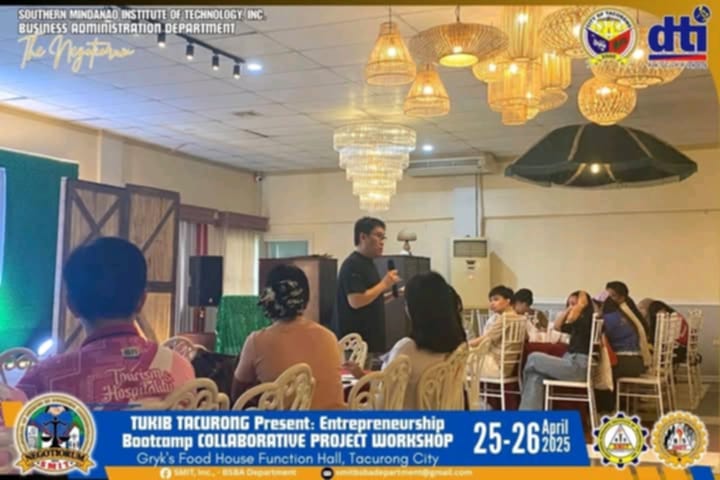 SOUTHERN MINDANAO INSTITUTE OF TECHNOLOGY, INC.
BUSINESS ADMINISTRATION DEPARTMENT
The Negotiorum
dti
Tourism
Hospitality
TUKIB TACURONG Present: Entrepreneurship
Bootcamp COLLABORATIVE PROJECT WORKSHOP
Gryk's Food House Function Hall, Tacurong City
25-26 April 2025
NEGOTIORUM
SMIT
SMIT, Inc., - BSBA Department
smitbsbadepartment@gmail.com